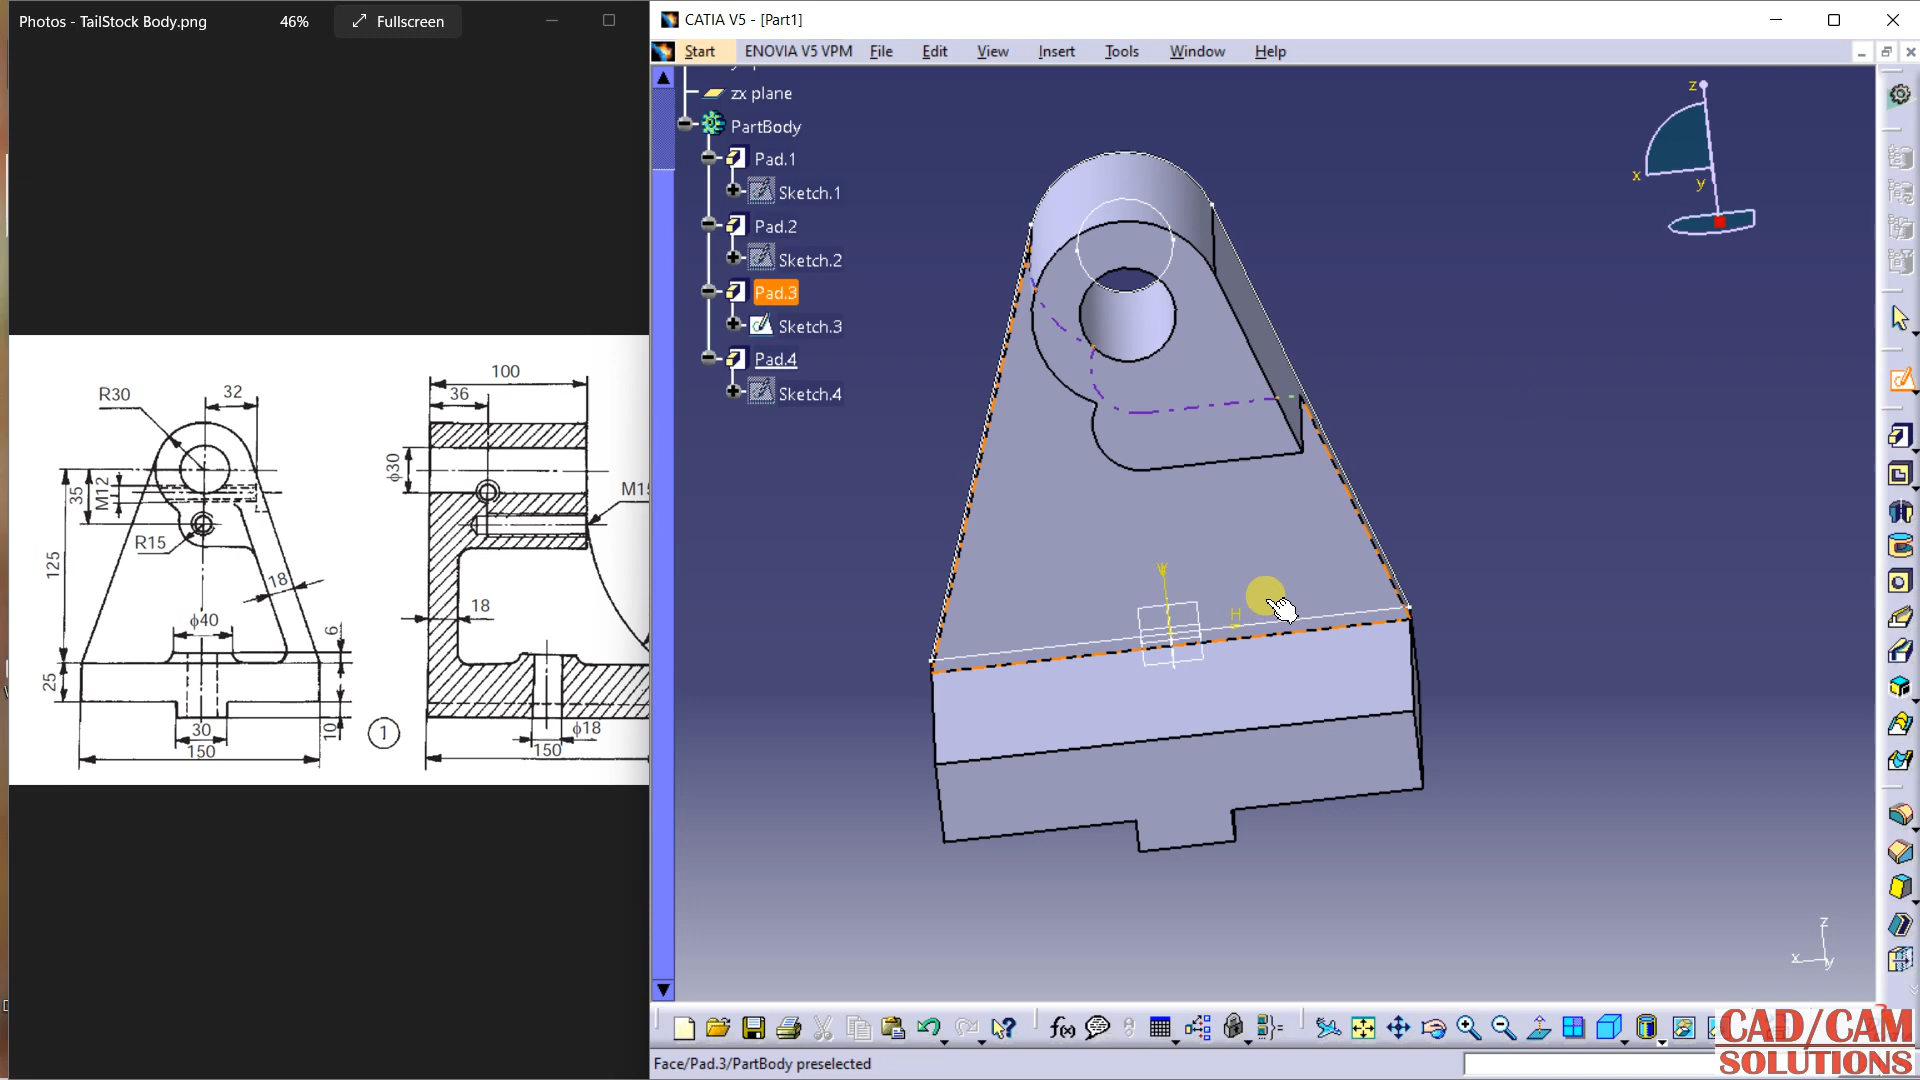 Photos - TailStock Body.png
46%
Fullscreen
CATIA V5 - [Part1]
Start
ENOVIA V5 VPM
File
Edit
View
Insert
Tools
Window
Help
zx plane
PartBody
Pad.1
Sketch.1
Pad.2
Sketch.2
Pad.3
Sketch.3
Pad.4
Sketch.4
z
x
y
R30
32
35
M12
R15
125
18
ϕ40
6
25
30
10
150
1
100
36
ϕ30
M15
18
ϕ18
150
V
H
z
x
y
f(x)
Face/Pad.3/PartBody preselected
CAD/CAM
SOLUTIONS